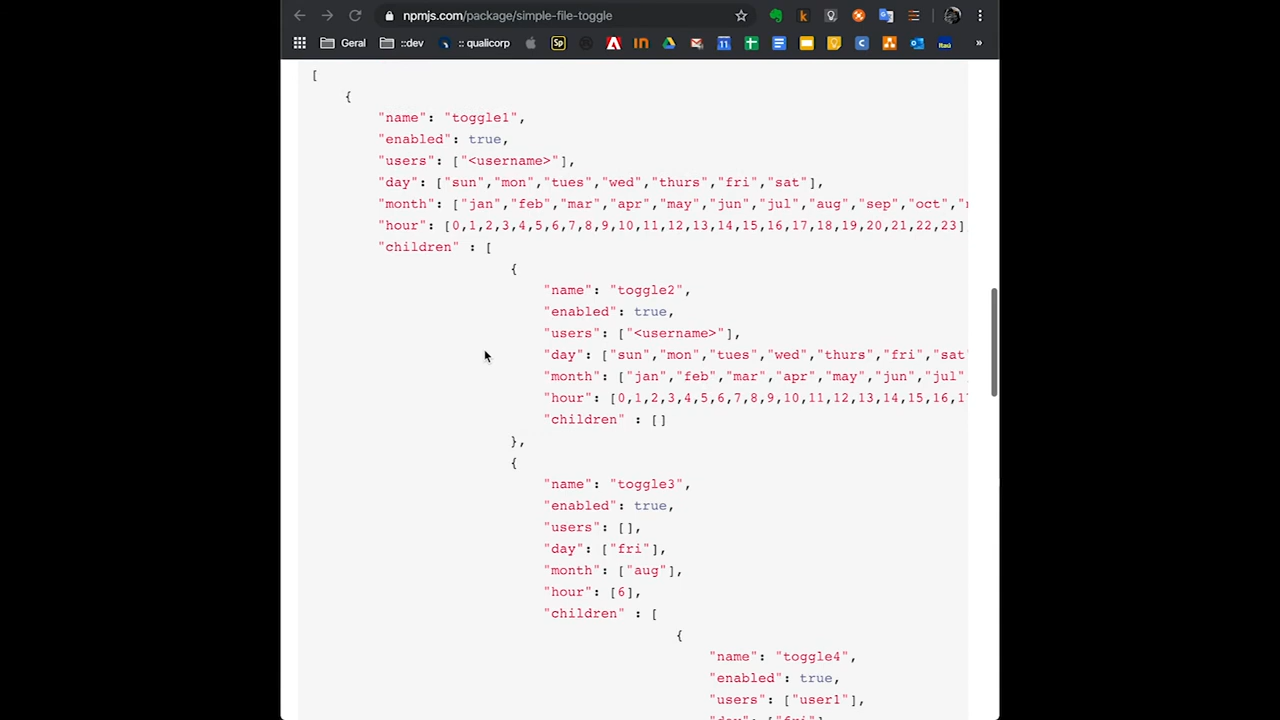 npmjs.com/package/simple-file-toggle
Geral
::dev
:: qualicorp
Sp
31
C
Raú
»
[
{
"name": "toggle1",
"enabled": true,
"users": ["<username>"],
"day": ["sun","mon","tues","wed","thurs","fri","sat"],
"month": ["jan","feb","mar","apr","may","jun","jul","aug","sep","oct","
"hour": [0,1,2,3,4,5,6,7,8,9,10,11,12,13,14,15,16,17,18,19,20,21,22,23]
"children" : [
{
"name": "toggle2",
"enabled": true,
"users": ["<username>"],
"day": ["sun","mon","tues","wed","thurs","fri","sat
"month": ["jan","feb","mar","apr","may","jun","jul"
"hour": [0,1,2,3,4,5,6,7,8,9,10,11,12,13,14,15,16,
"children" : []
},
{
"name": "toggle3",
"enabled": true,
"users": [],
"day": ["fri"],
"month": ["aug"],
"hour": [6],
"children" : [
{
"name": "toggle4",
"enabled": true,
"users": ["user1"],